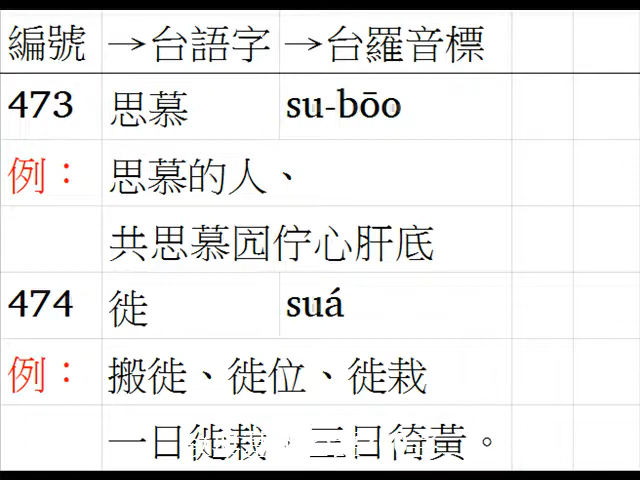 編號 →台語字 →台羅音標
473 思慕 su-bōo
例： 思慕的人、
共思慕囥佇心肝底
474 徙 suá
例： 搬徙、徙位、徙栽
一日徙栽 三日徛黃。